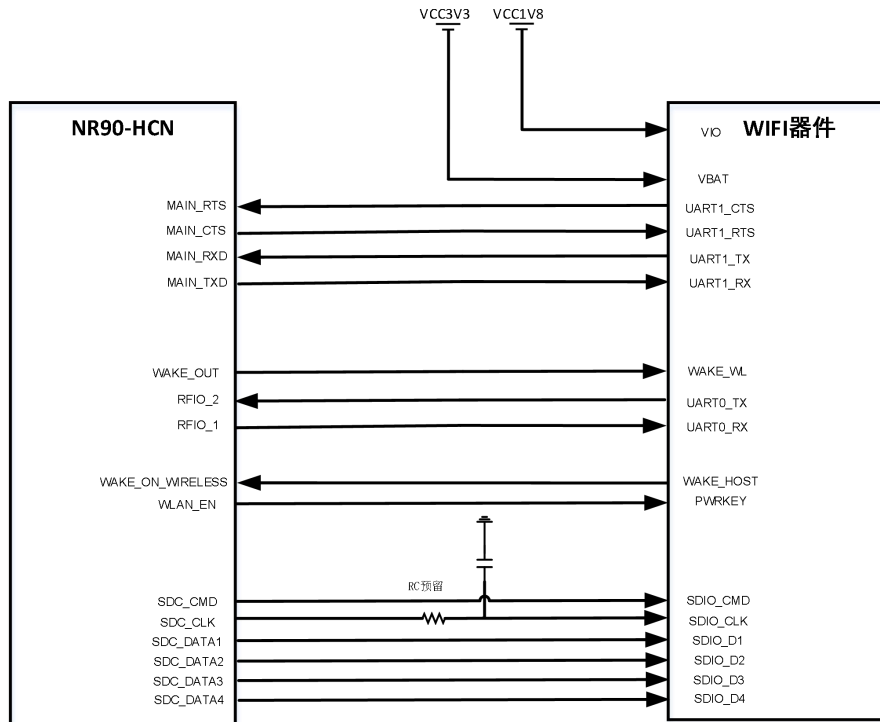 VCC3V3
VCC1V8
NR90-HCN
WIFI器件
VIO
VBAT
MAIN_RTS
UART1_CTS
MAIN_CTS
UART1_RTS
MAIN_RXD
UART1_TX
MAIN_TXD
UART1_RX
WAKE_OUT
WAKE_WL
RFIO_2
UART0_TX
RFIO_1
UART0_RX
WAKE_ON_WIRELESS
WAKE_HOST
WLAN_EN
PWRKEY
RC预留
SDC_CMD
SDIO_CMD
SDC_CLK
SDIO_CLK
SDC_DATA1
SDIO_D1
SDC_DATA2
SDIO_D2
SDC_DATA3
SDIO_D3
SDC_DATA4
SDIO_D4